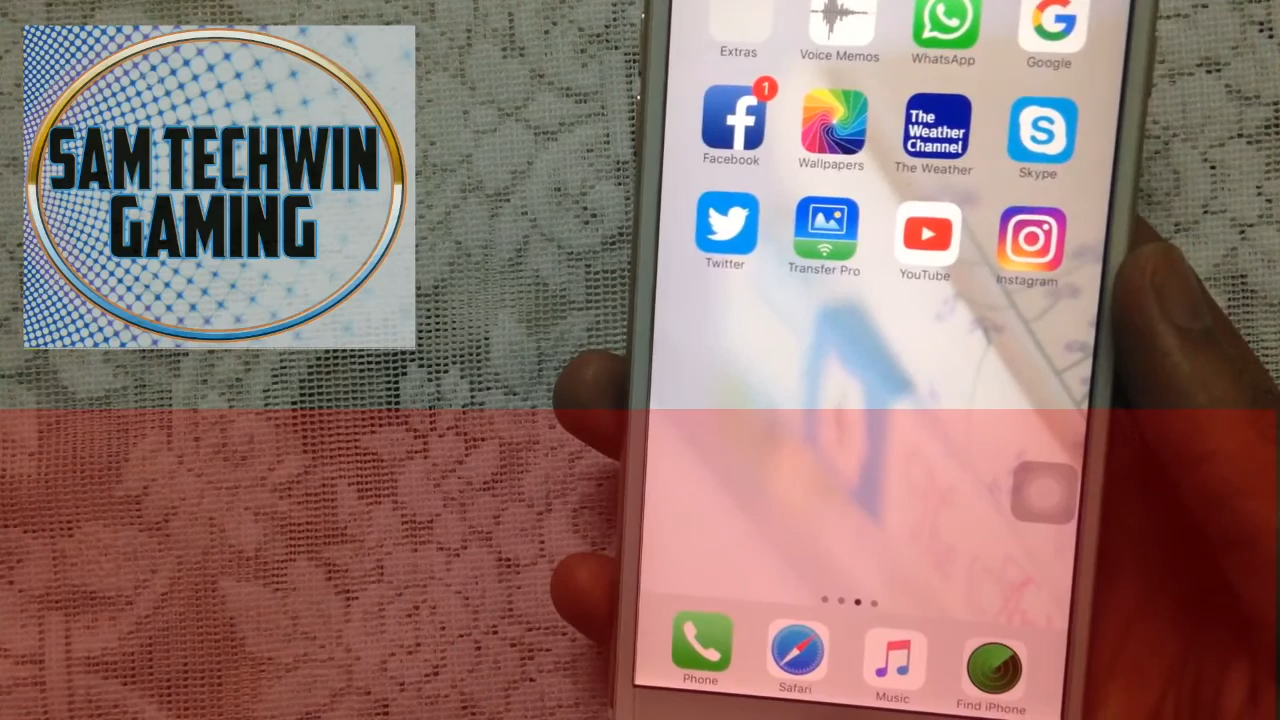 SAM TECHWIN
GAMING
Extras
Voice Memos
WhatsApp
Google
1
Facebook
Wallpapers
The
Weather
Channel
The Weather
Skype
Twitter
Transfer Pro
YouTube
Instagram
Phone
Safari
Music
Find iPhone